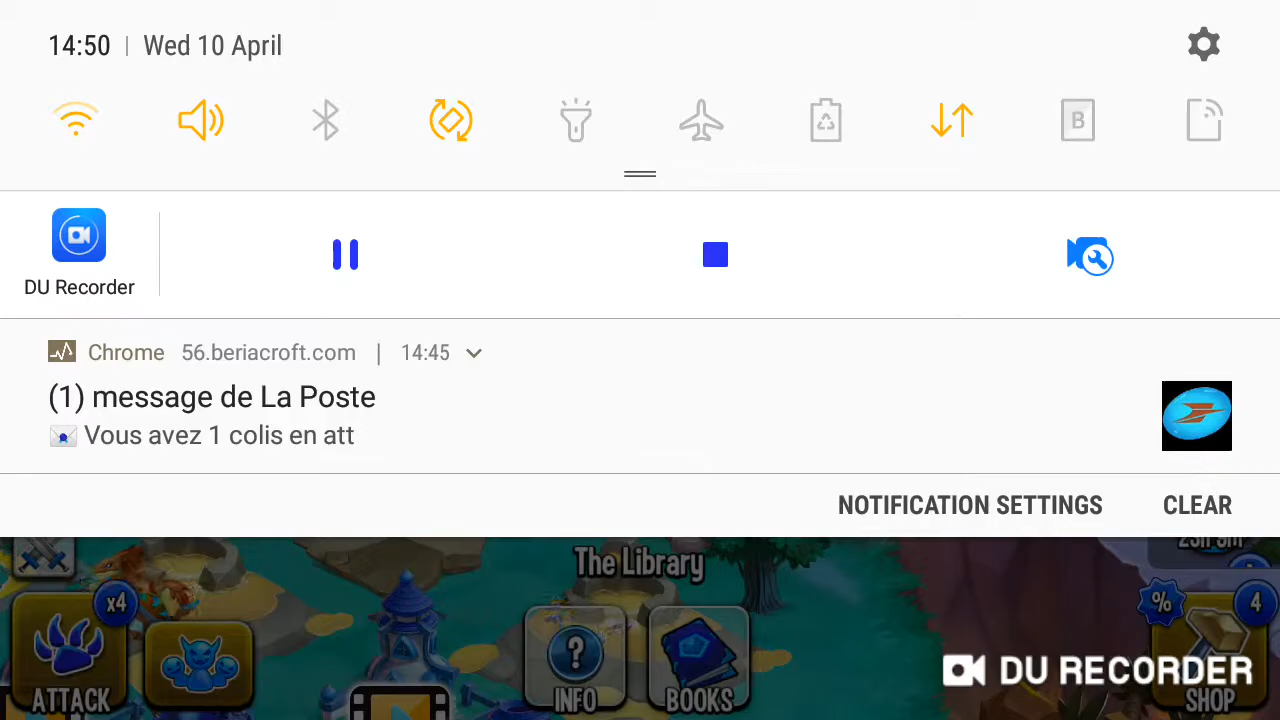 14:50 | Wed 10 April
B
DU Recorder
Chrome 56.beriacroft.com | 14:45
(1) message de La Poste
Vous avez 1 colis en att
NOTIFICATION SETTINGS CLEAR
The Library
x4
% 4
?
ATTACK
INFO
BOOKS
SHOP
DU RECORDER